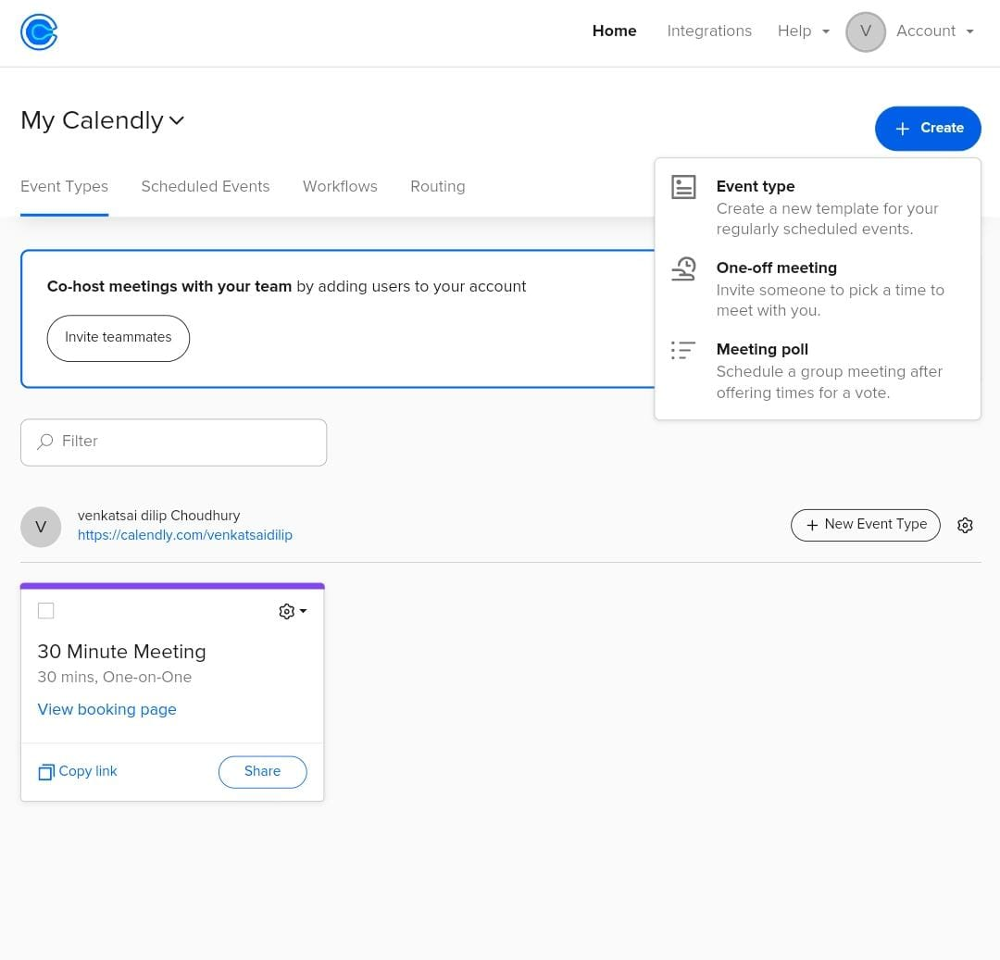 Home
Integrations
Help
V
Account
My Calendly
Create
Event Types
Scheduled Events
Workflows
Routing
Event type
Create a new template for your
regularly scheduled events.
One-off meeting
Invite someone to pick a time to
meet with you.
Meeting poll
Schedule a group meeting after
offering times for a vote.
Co-host meetings with your team by adding users to your account
Invite teammates
Filter
V
venkatsai dilip Choudhury
https://calendly.com/venkatsaidilip
+ New Event Type
30 Minute Meeting
30 mins, One-on-One
View booking page
Copy link
Share